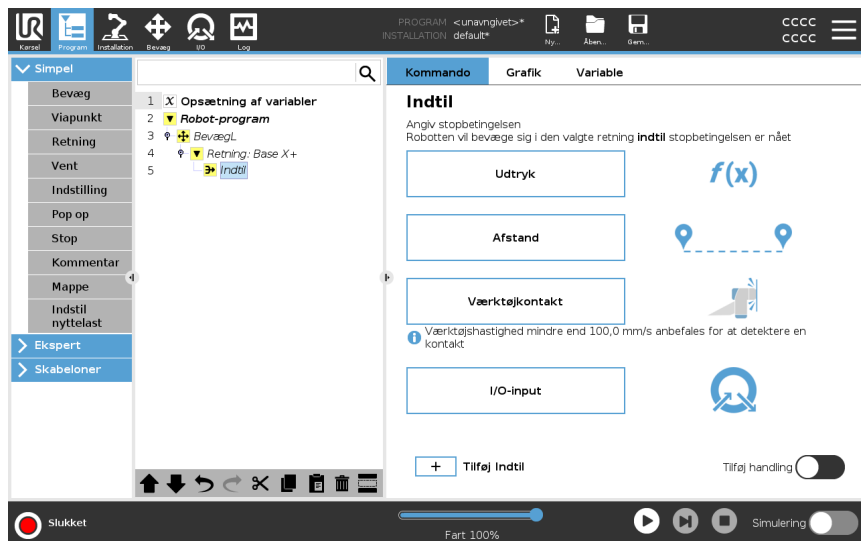 PROGRAM <unavngivet>*
INSTALLATION default*
Kørsel Program Installation Bevæg I/O Log
Ny... Åben... Gem...
cccc
cccc
Simpel
Bevæg
Viapunkt
Retning
Vent
Indstilling
Pop op
Stop
Kommentar
Mappe
Indstil
nyttelast
Ekspert
Skabeloner
1 x Opsætning af variabler
2 Robot-program
3 BevægL
4 Retning: Base X+
5 Indtil
Kommando Grafik Variable
Indtil
Angiv stopbetingelsen
Robotten vil bevæge sig i den valgte retning indtil stopbetingelsen er nået
Udtryk
f(x)
Afstand
Værktøjkontakt
Værktøjshastighed mindre end 100,0 mm/s anbefales for at detektere en
kontakt
I/O-input
+ Tilføj Indtil
Tilføj handling
Slukket
Fart 100%
Simulering